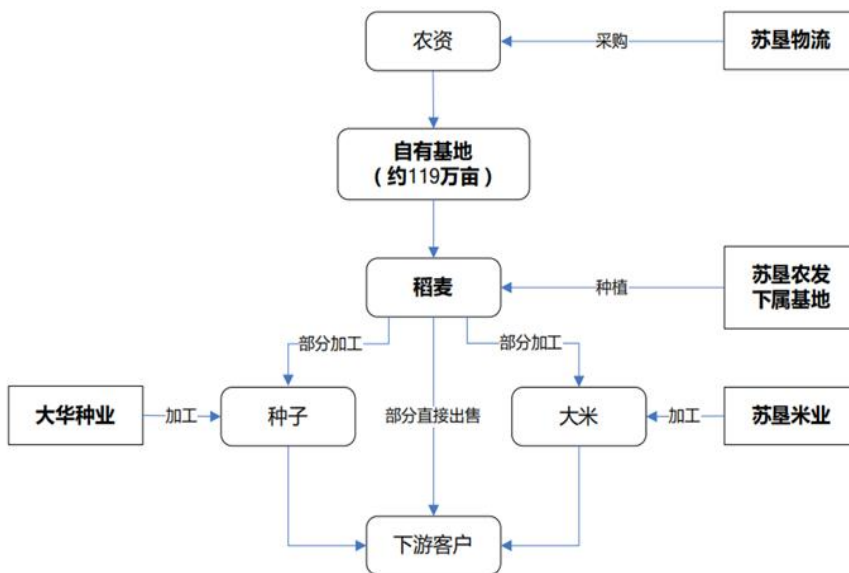 农资
采购
苏垦物流
自有基地
（约119万亩）
稻麦
种植
苏垦农发
下属基地
部分加工
部分加工
大华种业
加工
种子
部分直接出售
大米
加工
苏垦米业
下游客户